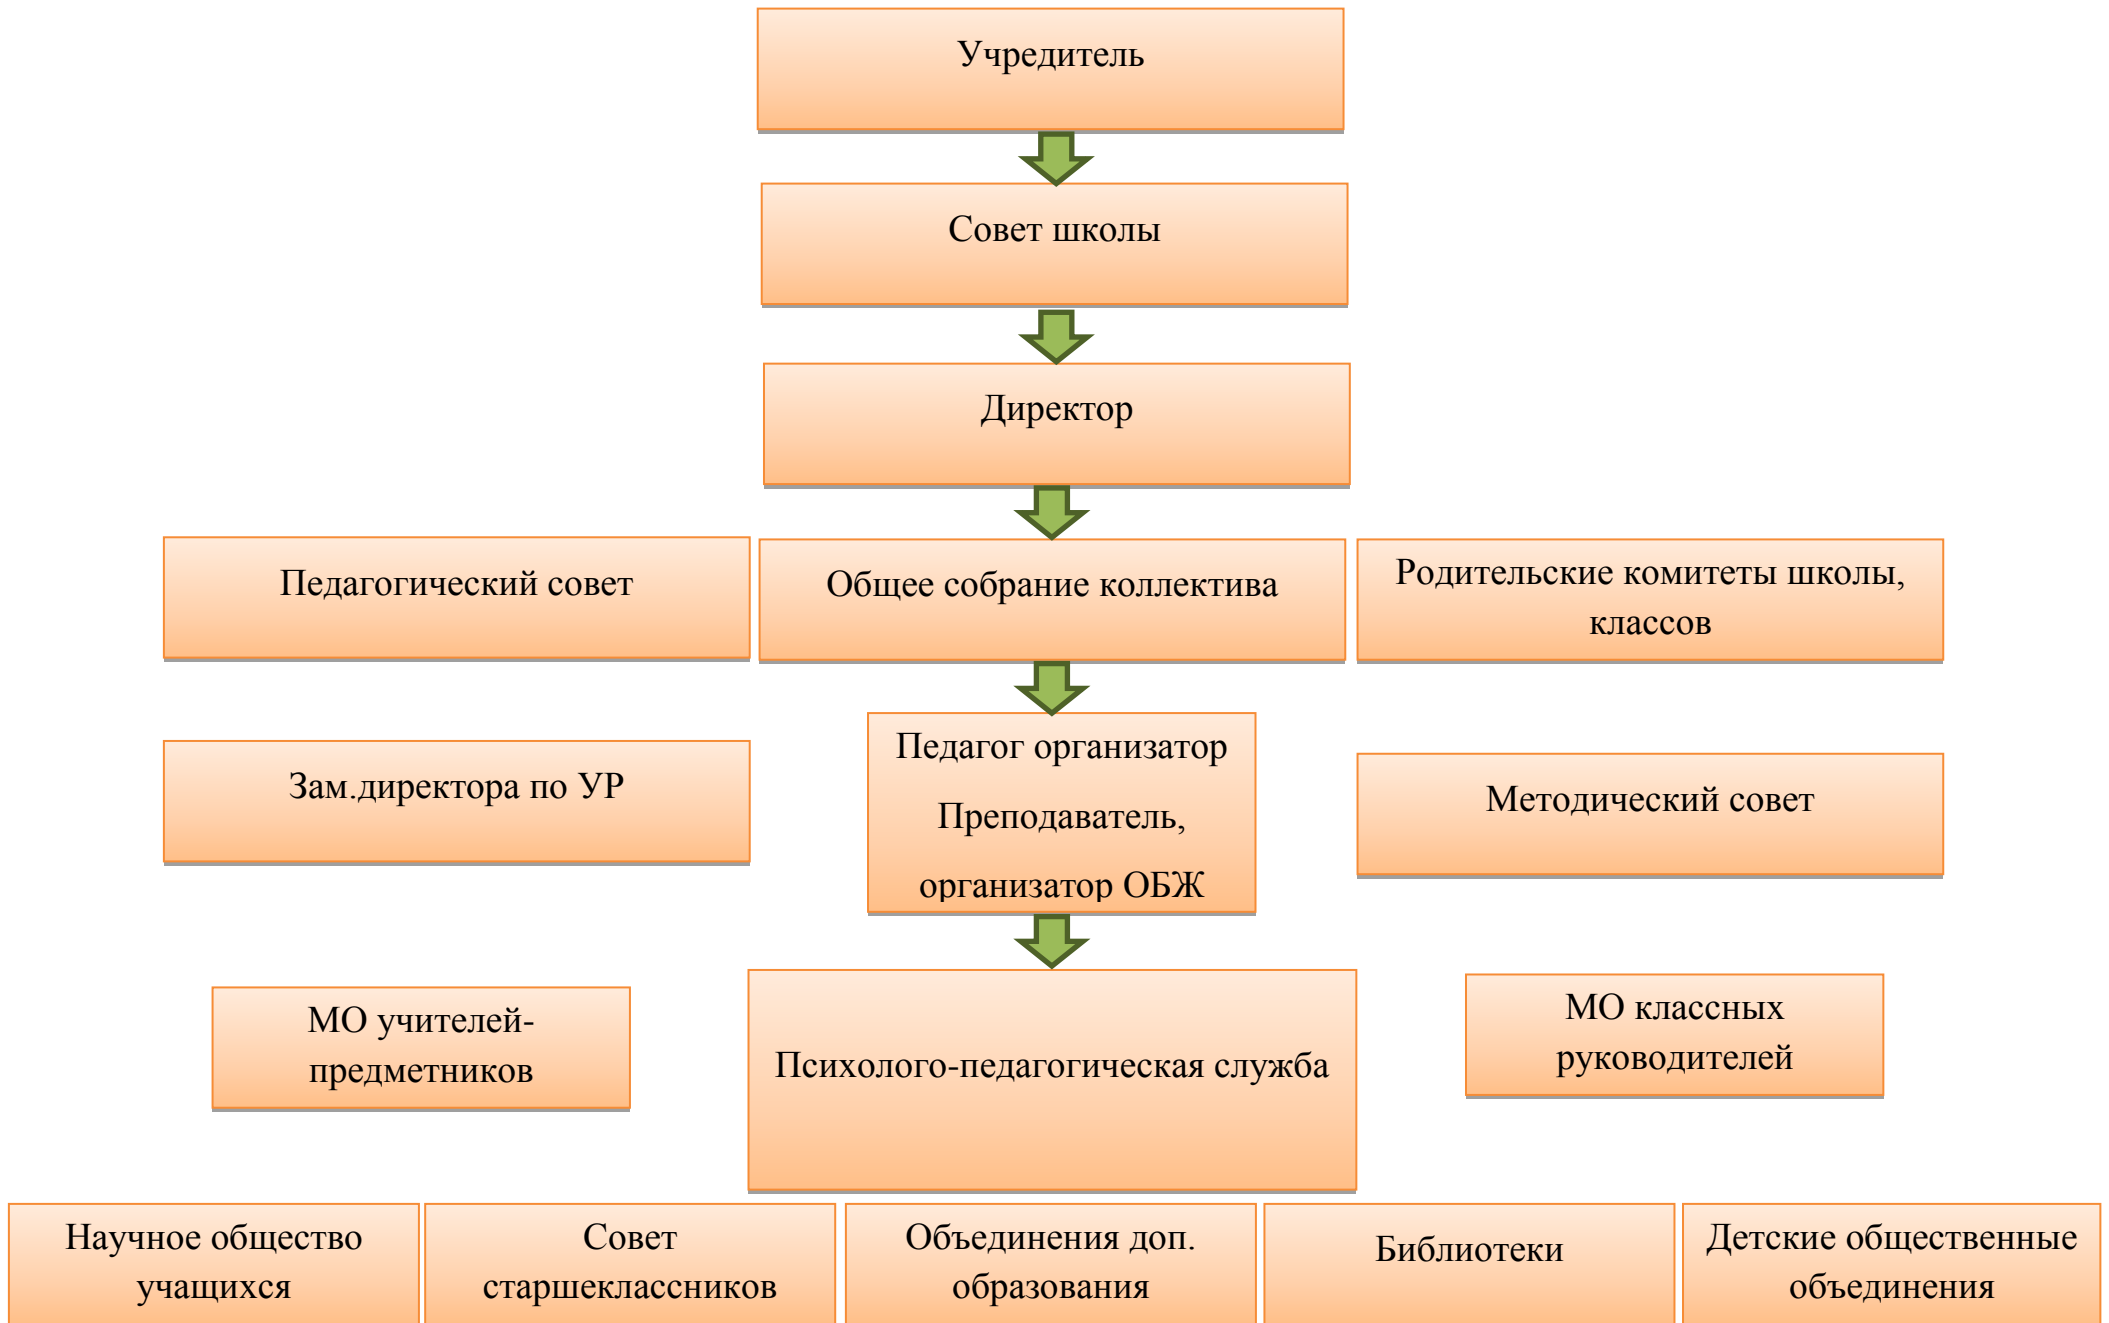 Учредитель
Совет школы
Директор
Педагогический совет
Общее собрание коллектива
Родительские комитеты школы,
классов
Зам.директора по УР
Педагог организатор
Преподаватель,
организатор ОБЖ
Методический совет
МО учителей-
предметников
Психолого-педагогическая служба
МО классных
руководителей
Научное общество
учащихся
Совет
старшеклассников
Объединения доп.
образования
Библиотеки
Детские общественные
объединения